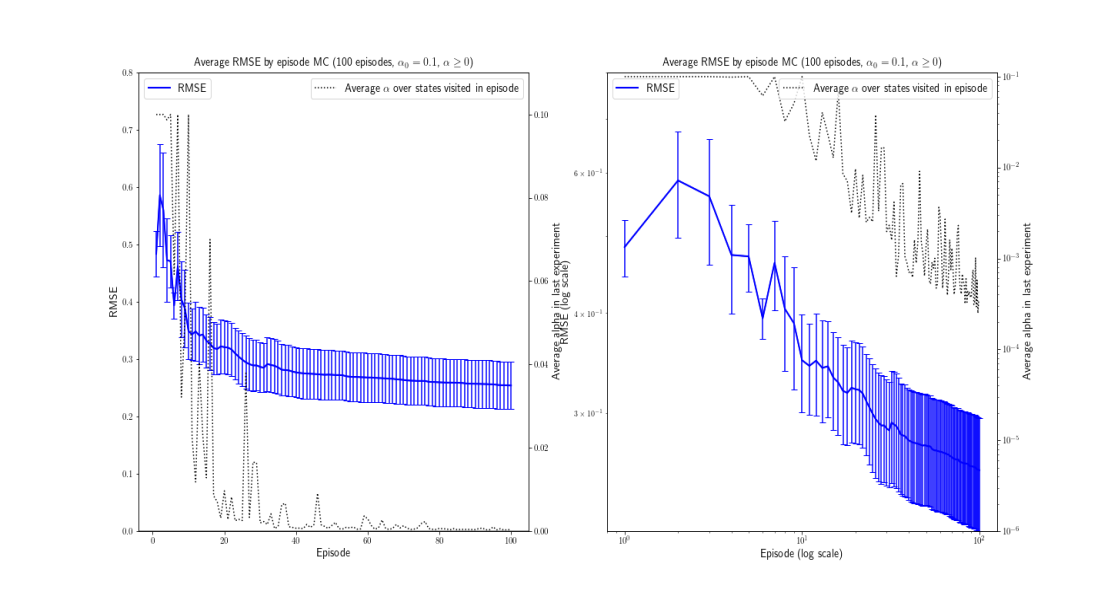 Average RMSE by episode MC (100 episodes, α₀ = 0.1, α ≥ 0)
RMSE
Average α over states visited in episode
0.8
0.7
0.6
0.5
0.4
0.3
0.2
0.1
0.0
RMSE
0.10
0.08
0.06
0.04
0.02
0.00
Average alpha in last experiment
0
20
40
60
80
100
Episode
Average RMSE by episode MC (100 episodes, α₀ = 0.1, α ≥ 0)
RMSE
Average α over states visited in episode
RMSE (log scale)
6 × 10⁻¹
4 × 10⁻¹
3 × 10⁻¹
10⁻¹
10⁻²
10⁻³
10⁻⁴
10⁻⁵
10⁻⁶
Average alpha in last experiment
10⁰
10¹
10²
Episode (log scale)